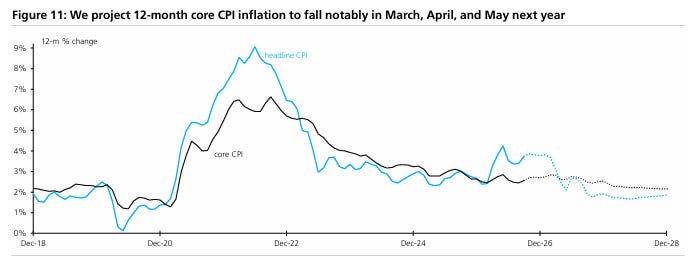 Figure 11: We project 12-month core CPI inflation to fall notably in March, April, and May next year
12-m % change
9%
headline CPI
8%
7%
6%
5%
4%
core CPI
3%
2%
1%
0%
Dec-18 Dec-20 Dec-22 Dec-24 Dec-26 Dec-28